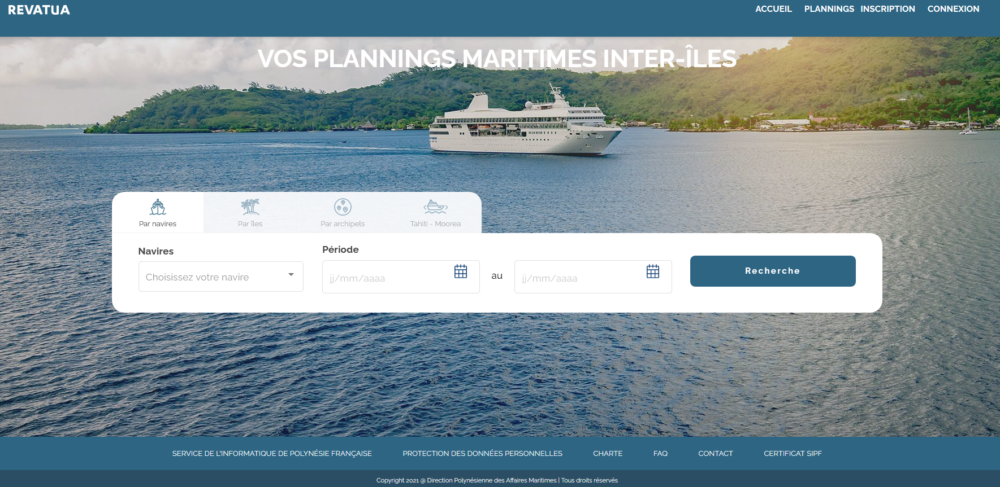 REVATUA
ACCUEIL PLANNINGS INSCRIPTION CONNEXION
VOS PLANNINGS MARITIMES INTER-ÎLES
Par navires Par îles Par archipels Tahiti - Moorea
Navires Période
Choisissez votre navire jj/mm/aaaa au jj/mm/aaaa Recherche
SERVICE DE L'INFORMATIQUE DE POLYNÉSIE FRANÇAISE PROTECTION DES DONNÉES PERSONNELLES CHARTE FAQ CONTACT CERTIFICAT SIPF
Copyright 2021 @ Direction Polynésienne des Affaires Maritimes | Tous droits réservés